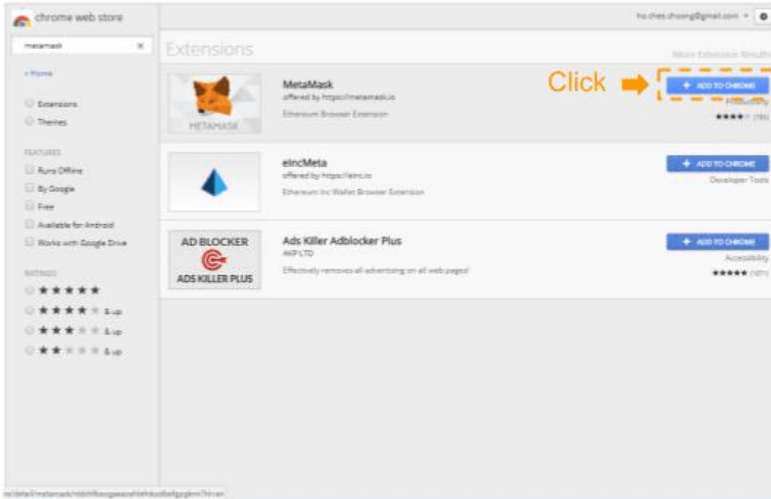 chrome web store
metamask
×
« Home
Extensions
Themes
FEATURES
Runs Offline
By Google
Free
Available for Android
Works with Google Drive
RATINGS
& up
& up
& up
Extensions
More Extension Results
METAMASK
MetaMask
offered by https://metamask.io
Ethereum Browser Extension
Click
+ ADD TO CHROME
Productivity
eIncMeta
offered by https://einc.io
Ethereum Inc Wallet Browser Extension
+ ADD TO CHROME
Developer Tools
AD BLOCKER
ADS KILLER PLUS
Ads Killer Adblocker Plus
AKP LTD
Effectively removes all advertising on all web pages!
+ ADD TO CHROME
Accessibility